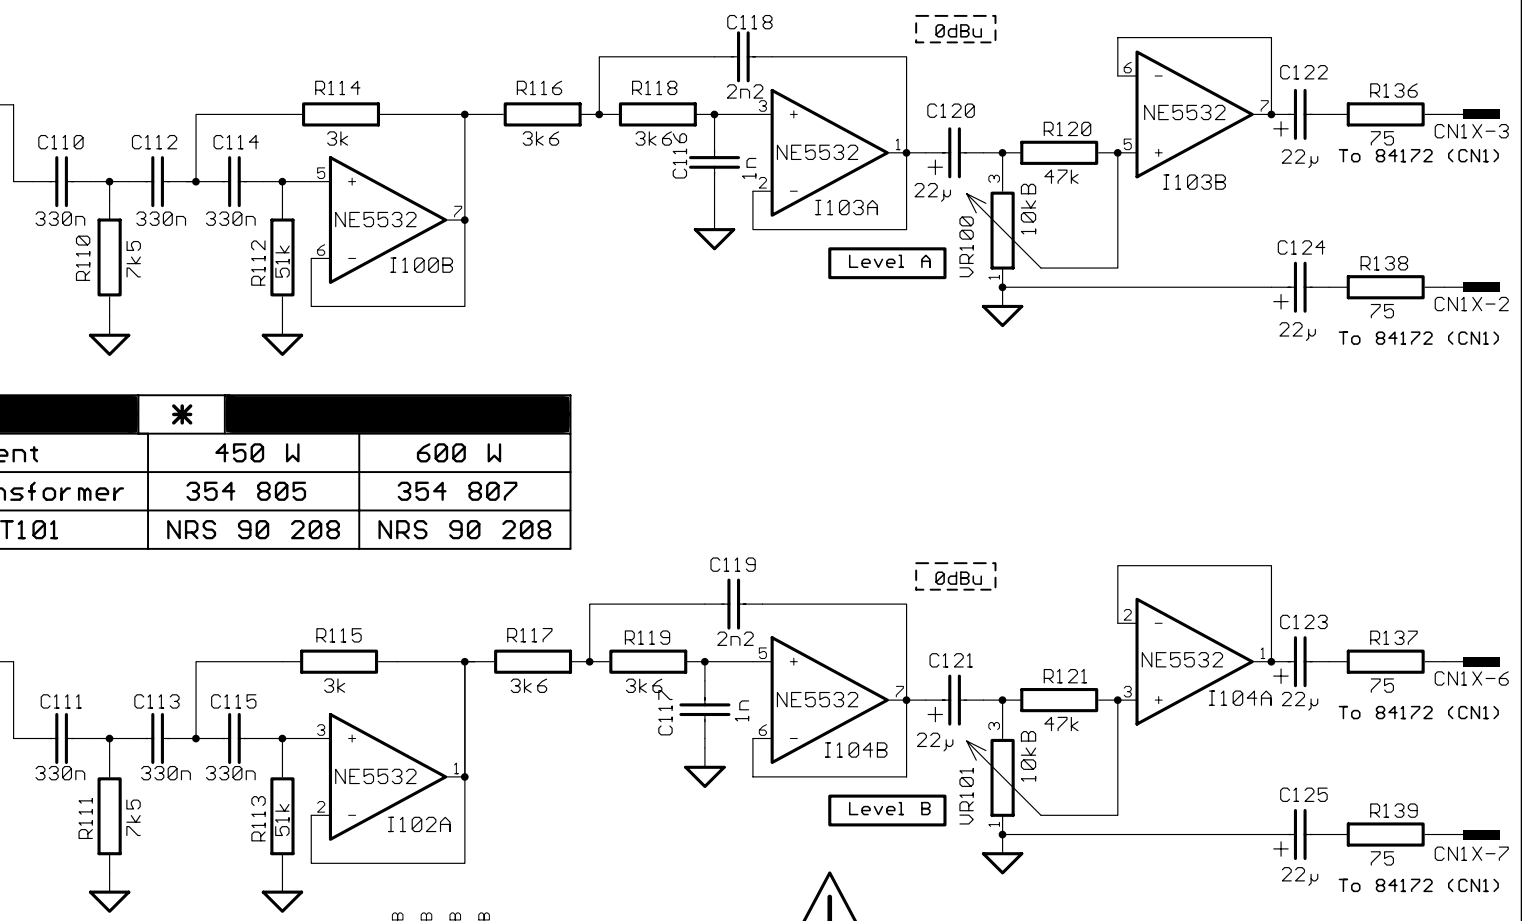 C118
0dBu
R114
R116
R118
2n2
C120
C122
R136
3k
3k6
3k6
3
+
NE5532
1
6
-
NE5532
7
75
CN1X-3
To 84172 (CN1)
C110
C112
C114
C116
1n
R120
5
+
22µ
+
330n
330n
330n
5
+
NE5532
7
2
-
I103A
22µ
+
47k
I103B
R110
7k5
R112
51k
6
-
I100B
Level A
VR100
3
10kB
1
C124
R138
+
22µ
75
CN1X-2
To 84172 (CN1)
*
ent
450 W
600 W
nsformer
354 805
354 807
T101
NRS 90 208
NRS 90 208
C119
0dBu
R115
R117
R119
2n2
C121
C123
R137
3k
3k6
3k6
5
+
NE5532
7
2
-
NE5532
1
+
22µ
75
CN1X-6
To 84172 (CN1)
C111
C113
C115
C117
1n
R121
3
+
I104A
330n
330n
330n
3
+
NE5532
1
6
-
I104B
+
22µ
47k
R111
7k5
R113
51k
2
-
I102A
Level B
VR101
3
10kB
1
C125
R139
+
22µ
75
CN1X-7
To 84172 (CN1)
B
B
B
B